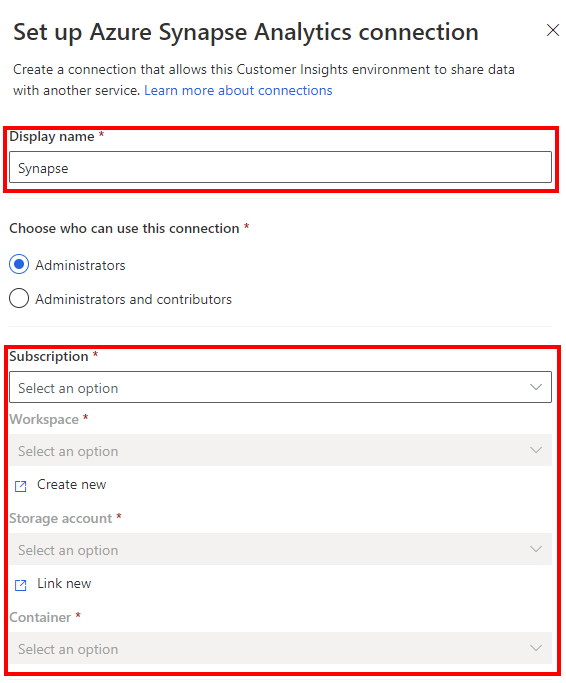 Set up Azure Synapse Analytics connection
Create a connection that allows this Customer Insights environment to share data
with another service. Learn more about connections
Display name *
Synapse
Choose who can use this connection *
Administrators
Administrators and contributors
Subscription *
Select an option
Workspace *
Select an option
Create new
Storage account *
Select an option
Link new
Container *
Select an option